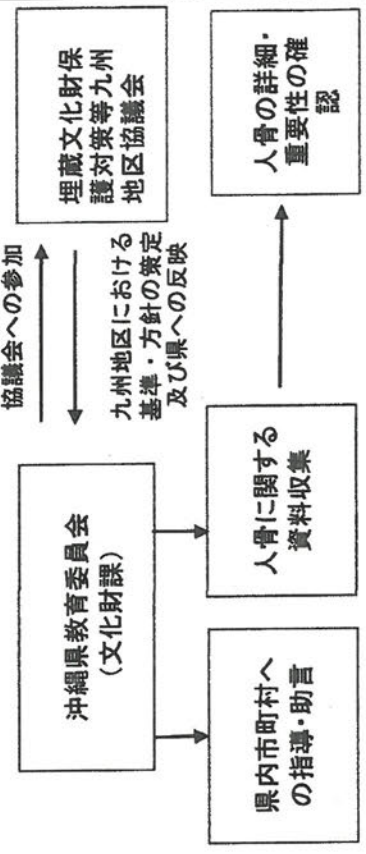 沖縄県教育委員会
(文化財課)
協議会への参加
九州地区における
基準・方針の策定
及び県への反映
埋蔵文化財保
護対策等九州
地区協議会
県内市町村へ
の指導・助言
人骨に関する
資料収集
人骨の詳細・
重要性の確
認